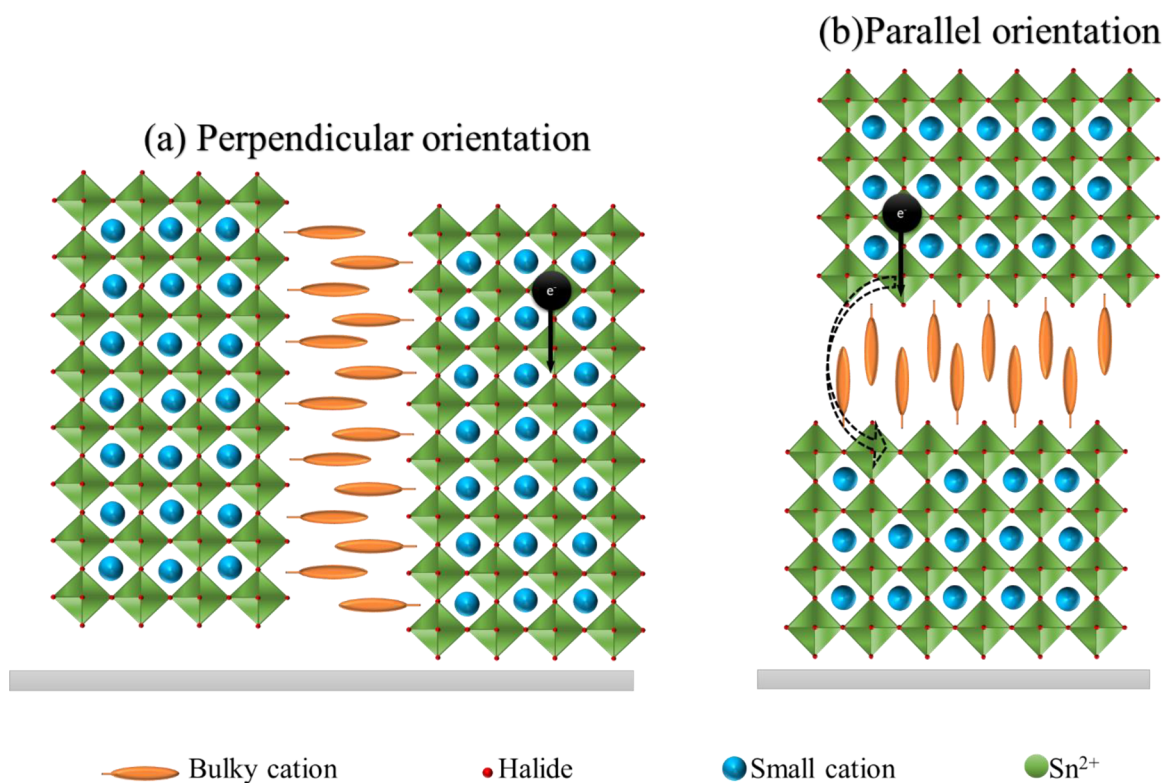 (b)Parallel orientation
(a) Perpendicular orientation
e⁻
e⁻
Bulky cation
Halide
Small cation
Sn²⁺